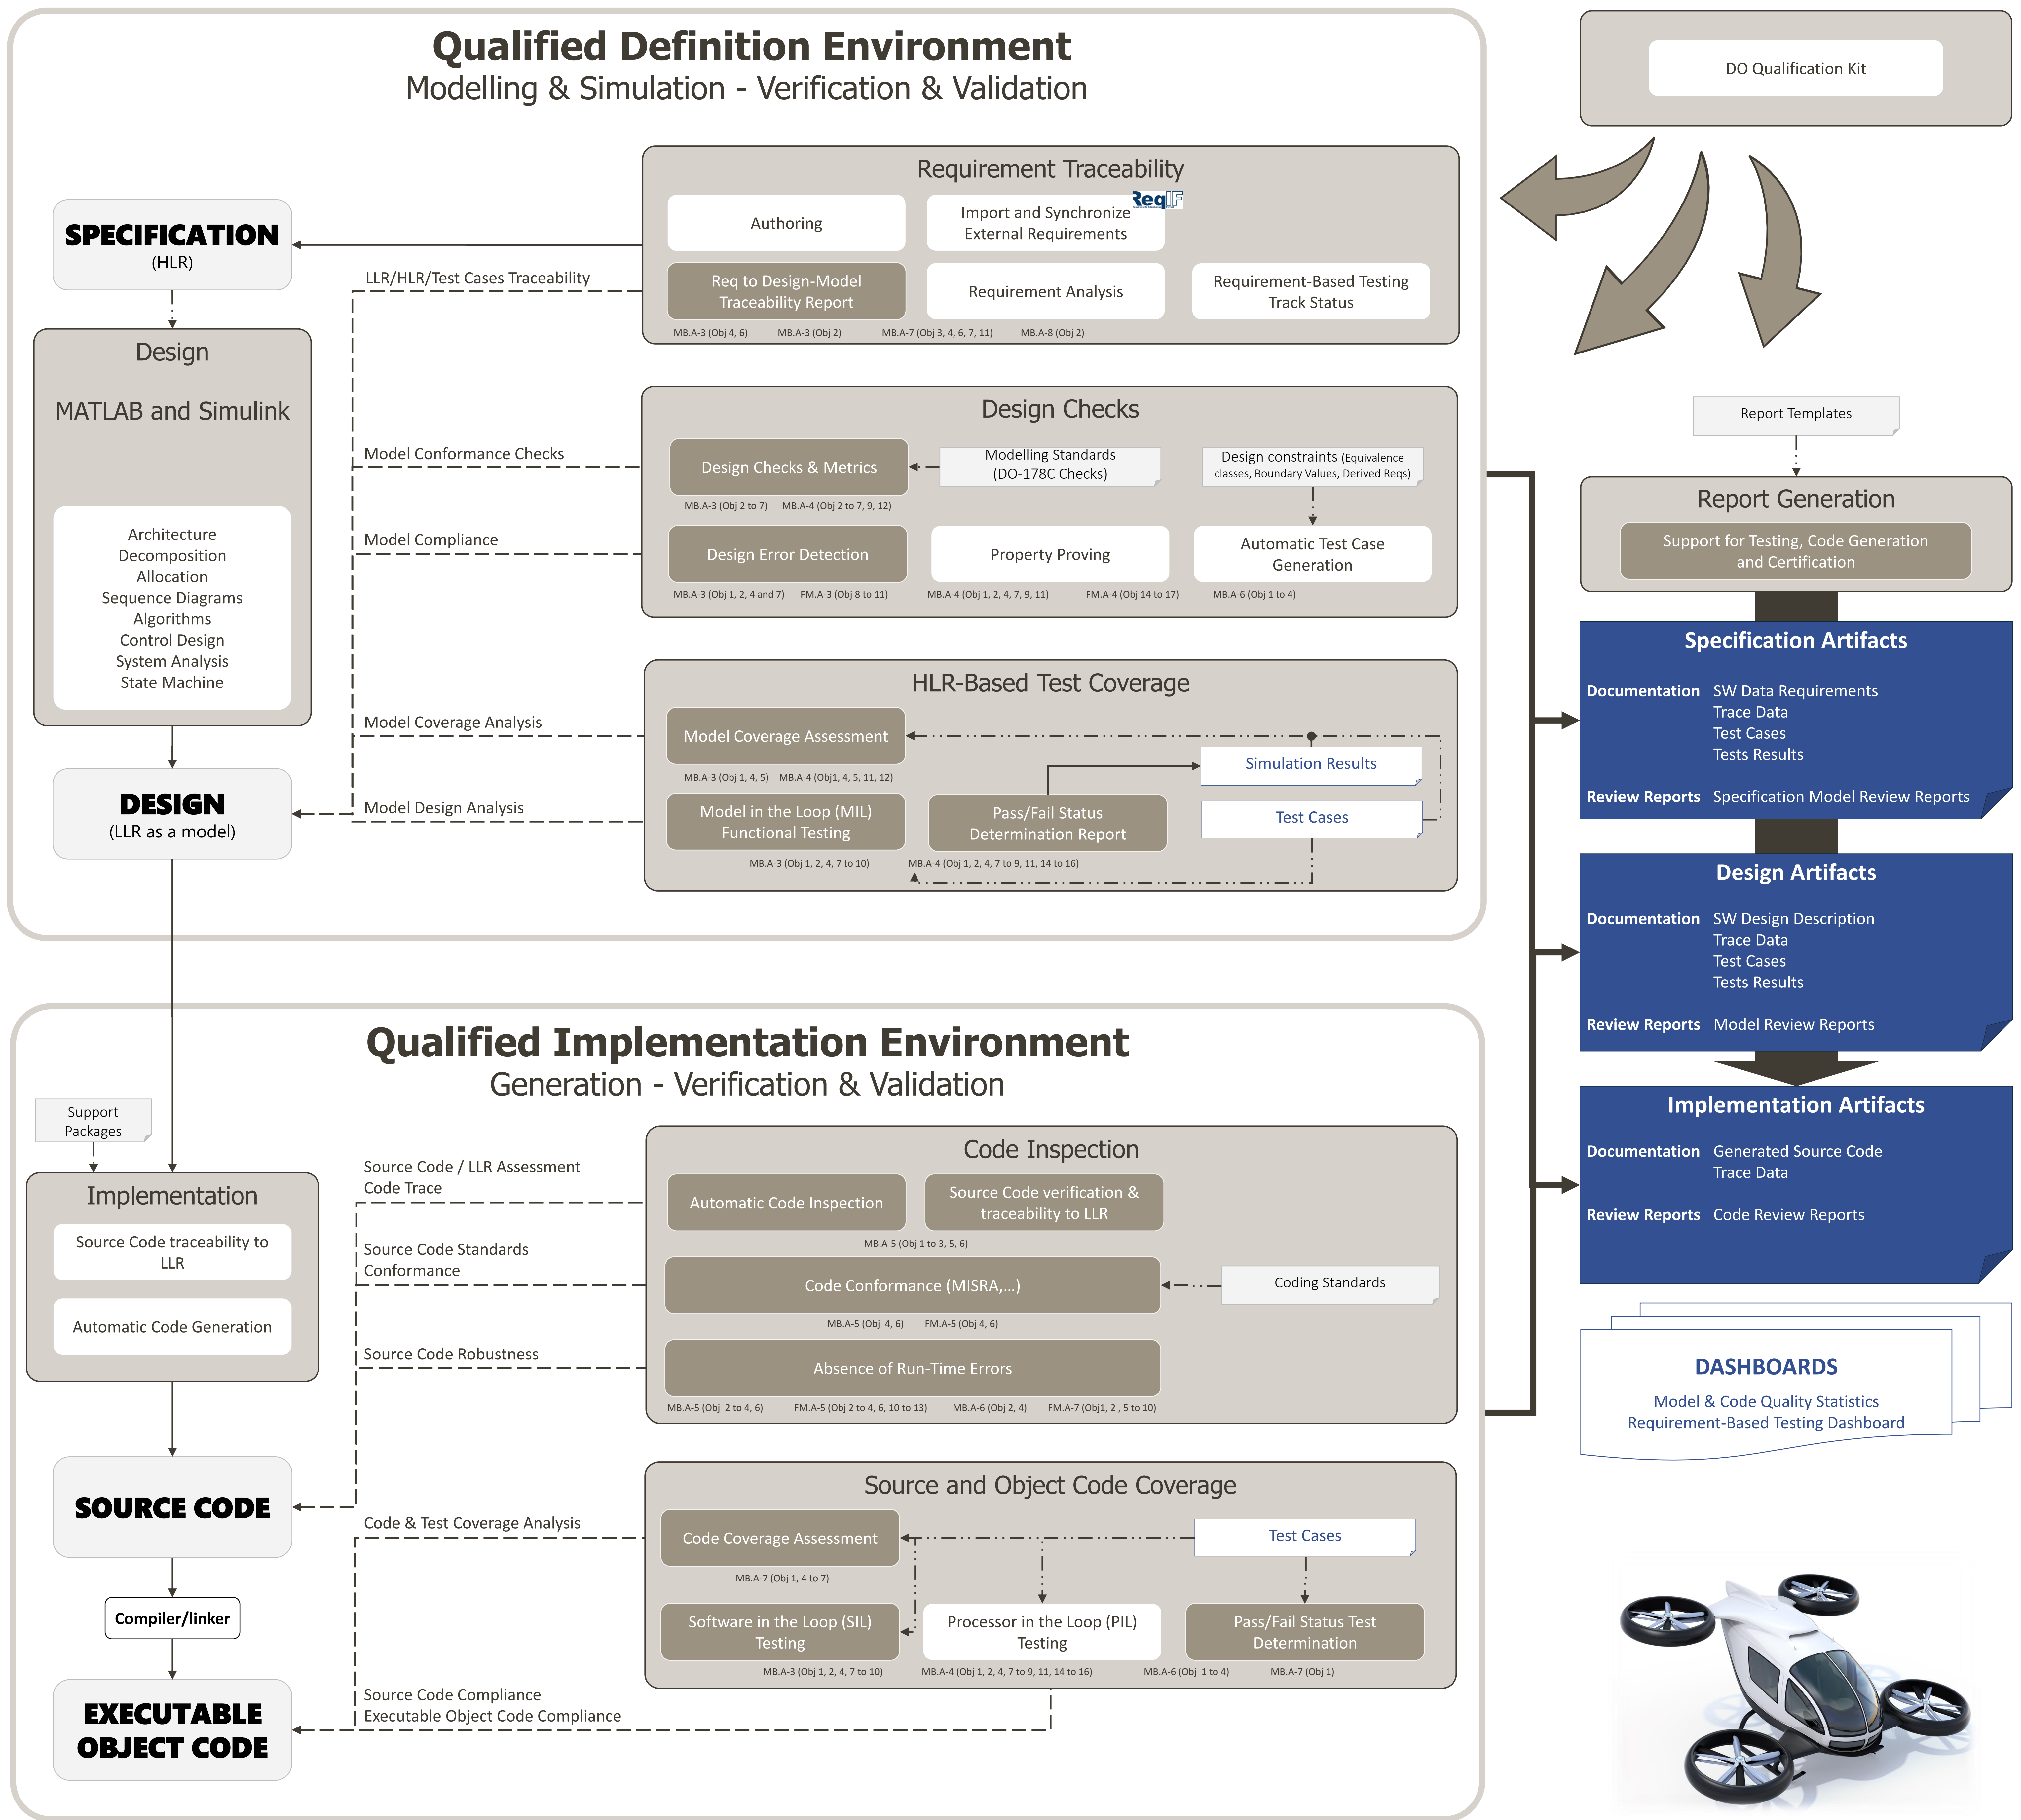 Qualified Definition Environment
Modelling & Simulation - Verification & Validation
SPECIFICATION
(HLR)
Design
MATLAB and Simulink
Architecture
Decomposition
Allocation
Sequence Diagrams
Algorithms
Control Design
System Analysis
State Machine
DESIGN
(LLR as a model)
LLR/HLR/Test Cases Traceability
Model Conformance Checks
Model Compliance
Model Coverage Analysis
Model Design Analysis
Requirement Traceability
Authoring
Import and Synchronize
External Requirements
ReqIF
Req to Design-Model
Traceability Report
Requirement Analysis
Requirement-Based Testing
Track Status
MB.A-3 (Obj 4, 6) MB.A-3 (Obj 2) MB.A-7 (Obj 3, 4, 6, 7, 11) MB.A-8 (Obj 2)
Design Checks
Design Checks & Metrics
Modelling Standards
(DO-178C Checks)
Design constraints (Equivalence
classes, Boundary Values, Derived Reqs)
MB.A-3 (Obj 2 to 7) MB.A-4 (Obj 2 to 7, 9, 12)
Design Error Detection
Property Proving
Automatic Test Case
Generation
MB.A-3 (Obj 1, 2, 4 and 7) FM.A-3 (Obj 8 to 11) MB.A-4 (Obj 1, 2, 4, 7, 9, 11) FM.A-4 (Obj 14 to 17) MB.A-6 (Obj 1 to 4)
HLR-Based Test Coverage
Model Coverage Assessment
Simulation Results
MB.A-3 (Obj 1, 4, 5) MB.A-4 (Obj1, 4, 5, 11, 12)
Model in the Loop (MIL)
Functional Testing
Pass/Fail Status
Determination Report
Test Cases
MB.A-3 (Obj 1, 2, 4, 7 to 10) MB.A-4 (Obj 1, 2, 4, 7 to 9, 11, 14 to 16)
Qualified Implementation Environment
Generation - Verification & Validation
Support
Packages
Implementation
Source Code traceability to
LLR
Automatic Code Generation
SOURCE CODE
Compiler/linker
EXECUTABLE
OBJECT CODE
Source Code / LLR Assessment
Code Trace
Source Code Standards
Conformance
Source Code Robustness
Code & Test Coverage Analysis
Source Code Compliance
Executable Object Code Compliance
Code Inspection
Automatic Code Inspection
Source Code verification &
traceability to LLR
MB.A-5 (Obj 1 to 3, 5, 6)
Code Conformance (MISRA,...)
Coding Standards
MB.A-5 (Obj 4, 6) FM.A-5 (Obj 4, 6)
Absence of Run-Time Errors
MB.A-5 (Obj 2 to 4, 6) FM.A-5 (Obj 2 to 4, 6, 10 to 13) MB.A-6 (Obj 2, 4) FM.A-7 (Obj1, 2 , 5 to 10)
Source and Object Code Coverage
Code Coverage Assessment
Test Cases
MB.A-7 (Obj 1, 4 to 7)
Software in the Loop (SIL)
Testing
Processor in the Loop (PIL)
Testing
Pass/Fail Status Test
Determination
MB.A-3 (Obj 1, 2, 4, 7 to 10) MB.A-4 (Obj 1, 2, 4, 7 to 9, 11, 14 to 16) MB.A-6 (Obj 1 to 4) MB.A-7 (Obj 1)
DO Qualification Kit
Report Templates
Report Generation
Support for Testing, Code Generation
and Certification
Specification Artifacts
Documentation SW Data Requirements
Trace Data
Test Cases
Tests Results
Review Reports Specification Model Review Reports
Design Artifacts
Documentation SW Design Description
Trace Data
Test Cases
Tests Results
Review Reports Model Review Reports
Implementation Artifacts
Documentation Generated Source Code
Trace Data
Review Reports Code Review Reports
DASHBOARDS
Model & Code Quality Statistics
Requirement-Based Testing Dashboard